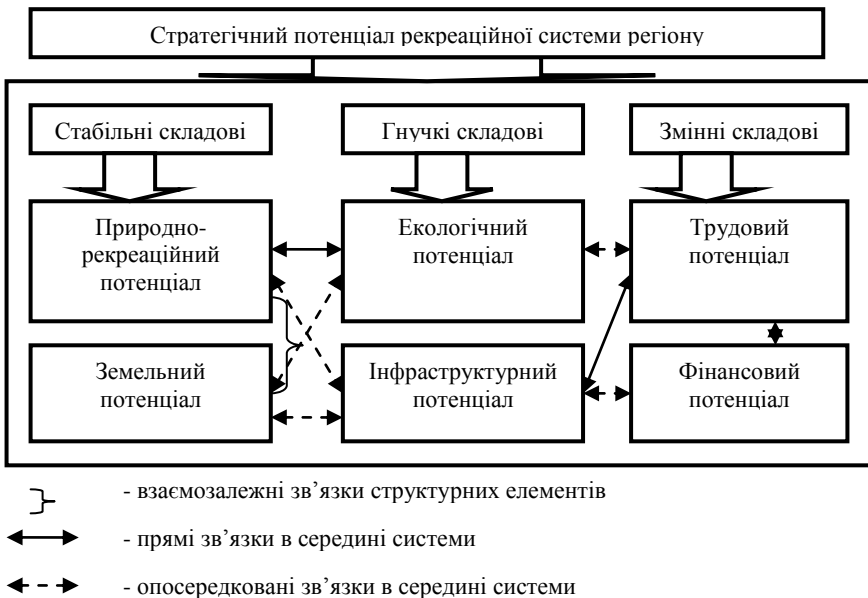 Стратегічний потенціал рекреаційної системи регіону
Стабільні складові
Гнучкі складові
Змінні складові
Природно-
рекреаційний
потенціал
Екологічний
потенціал
Трудовий
потенціал
Земельний
потенціал
Інфраструктурний
потенціал
Фінансовий
потенціал
- взаємозалежні зв’язки структурних елементів
- прямі зв’язки в середині системи
- опосередковані зв’язки в середині системи